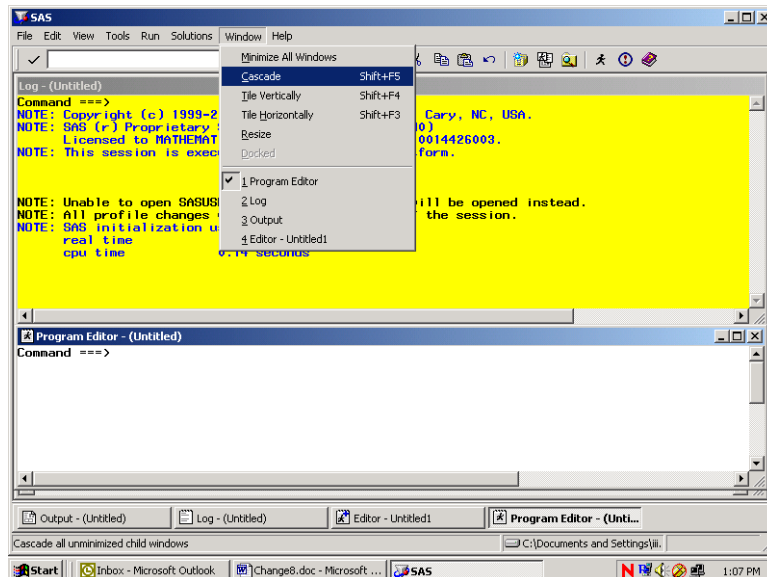 SAS
File Edit View Tools Run Solutions Window Help
Minimize All Windows
Cascade Shift+F5
Tile Vertically Shift+F4
Tile Horizontally Shift+F3
Resize
Docked
1 Program Editor
2 Log
3 Output
4 Editor - Untitled1
Log - (Untitled)
Command ===>
NOTE: Copyright (c) 1999-2 Cary, NC, USA.
NOTE: SAS (r) Proprietary 0)
Licensed to MATHEMAT 0014426003.
NOTE: This session is exec form.
NOTE: Unable to open SASUS ill be opened instead.
NOTE: All profile changes the session.
NOTE: SAS initialization u
real time
cpu time 0.14 seconds
Program Editor - (Untitled)
Command ===>
Output - (Untitled) Log - (Untitled) Editor - Untitled1 Program Editor - (Unti...
Cascade all unminimized child windows C:\Documents and Settings\iii.
Start Inbox - Microsoft Outlook Change8.doc - Microsoft ... SAS 1:07 PM